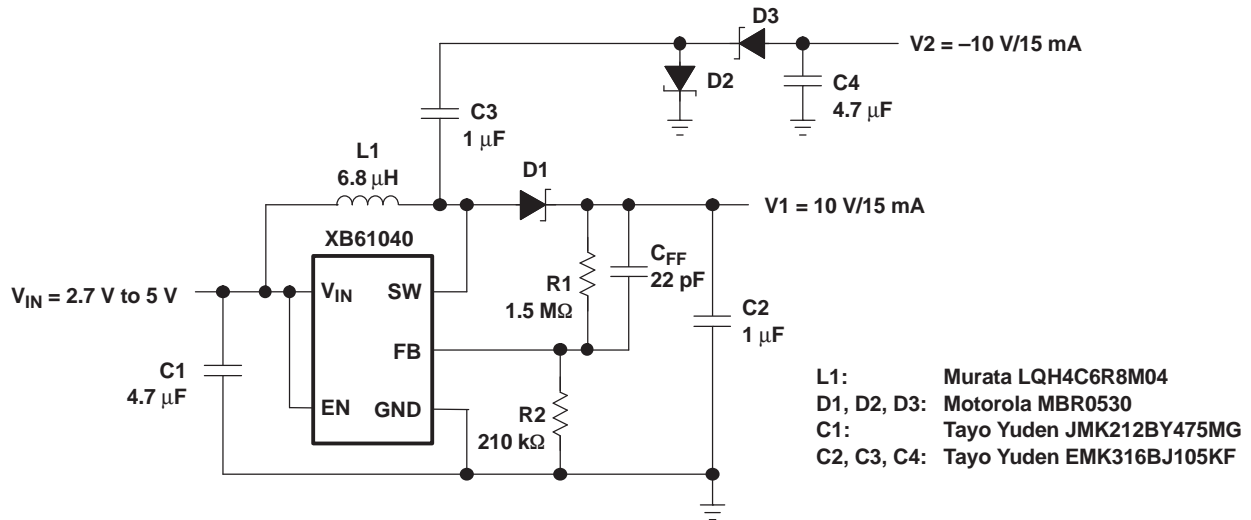 D3
V2 = –10 V/15 mA
D2
C4
4.7 μF
C3
1 μF
L1
6.8 μH
D1
V1 = 10 V/15 mA
XB61040
VIN = 2.7 V to 5 V
VIN
SW
R1
1.5 MΩ
CFF
22 pF
C2
1 μF
FB
C1
4.7 μF
EN
GND
R2
210 kΩ
L1: Murata LQH4C6R8M04
D1, D2, D3: Motorola MBR0530
C1: Tayo Yuden JMK212BY475MG
C2, C3, C4: Tayo Yuden EMK316BJ105KF